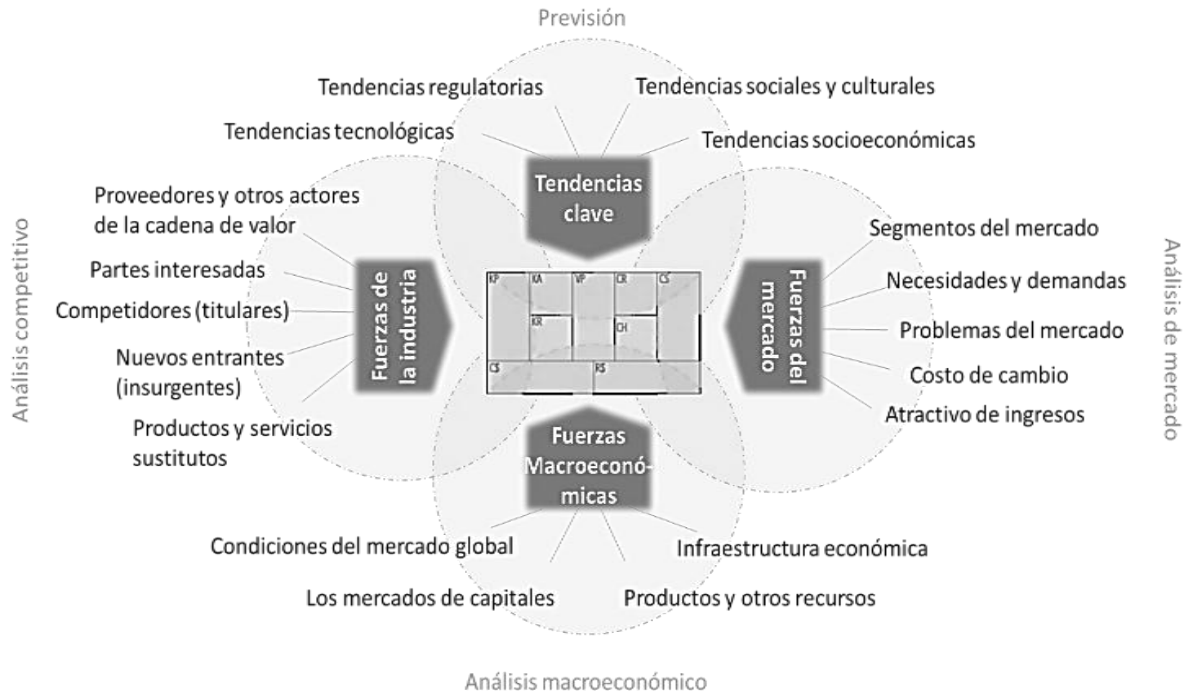 Previsión
Tendencias regulatorias
Tendencias sociales y culturales
Tendencias tecnológicas
Tendencias socioeconómicas
Tendencias
clave
Análisis competitivo
Proveedores y otros actores
de la cadena de valor
Partes interesadas
Competidores (titulares)
Nuevos entrantes
(insurgentes)
Productos y servicios
sustitutos
Fuerzas de
la industria
KP
KA
VP
CR
CS
KR
CH
C$
R$
Fuerzas del
mercado
Segmentos del mercado
Necesidades y demandas
Problemas del mercado
Costo de cambio
Atractivo de ingresos
Análisis de mercado
Fuerzas
Macroeconó-
micas
Condiciones del mercado global
Infraestructura económica
Los mercados de capitales
Productos y otros recursos
Análisis macroeconómico